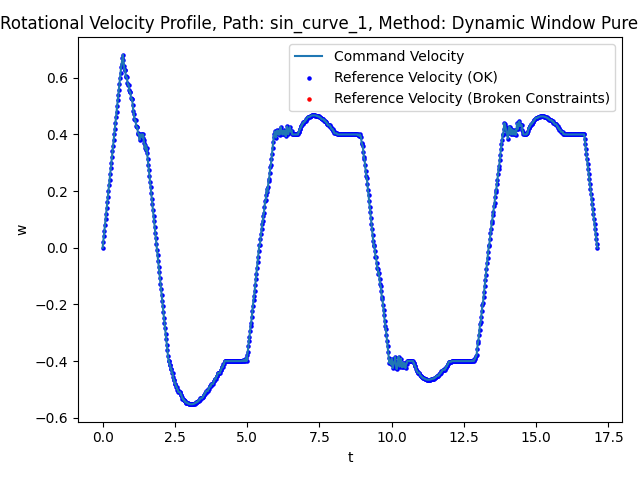 Rotational Velocity Profile, Path: sin_curve_1, Method: Dynamic Window Pure
Command Velocity
Reference Velocity (OK)
Reference Velocity (Broken Constraints)
0.6
0.4
0.2
0.0
−0.2
−0.4
−0.6
w
0.0 2.5 5.0 7.5 10.0 12.5 15.0 17.5
t